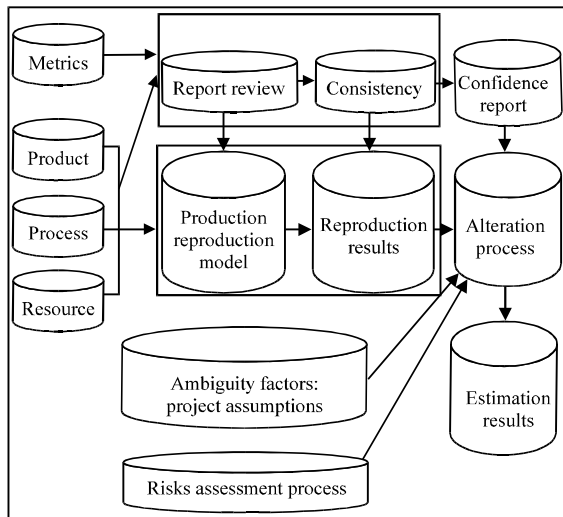 Metrics
Report review
Consistency
Confidence
report
Product
Process
Resource
Production
reproduction
model
Reproduction
results
Alteration
process
Ambiguity factors:
project assumptions
Estimation
results
Risks assessment process